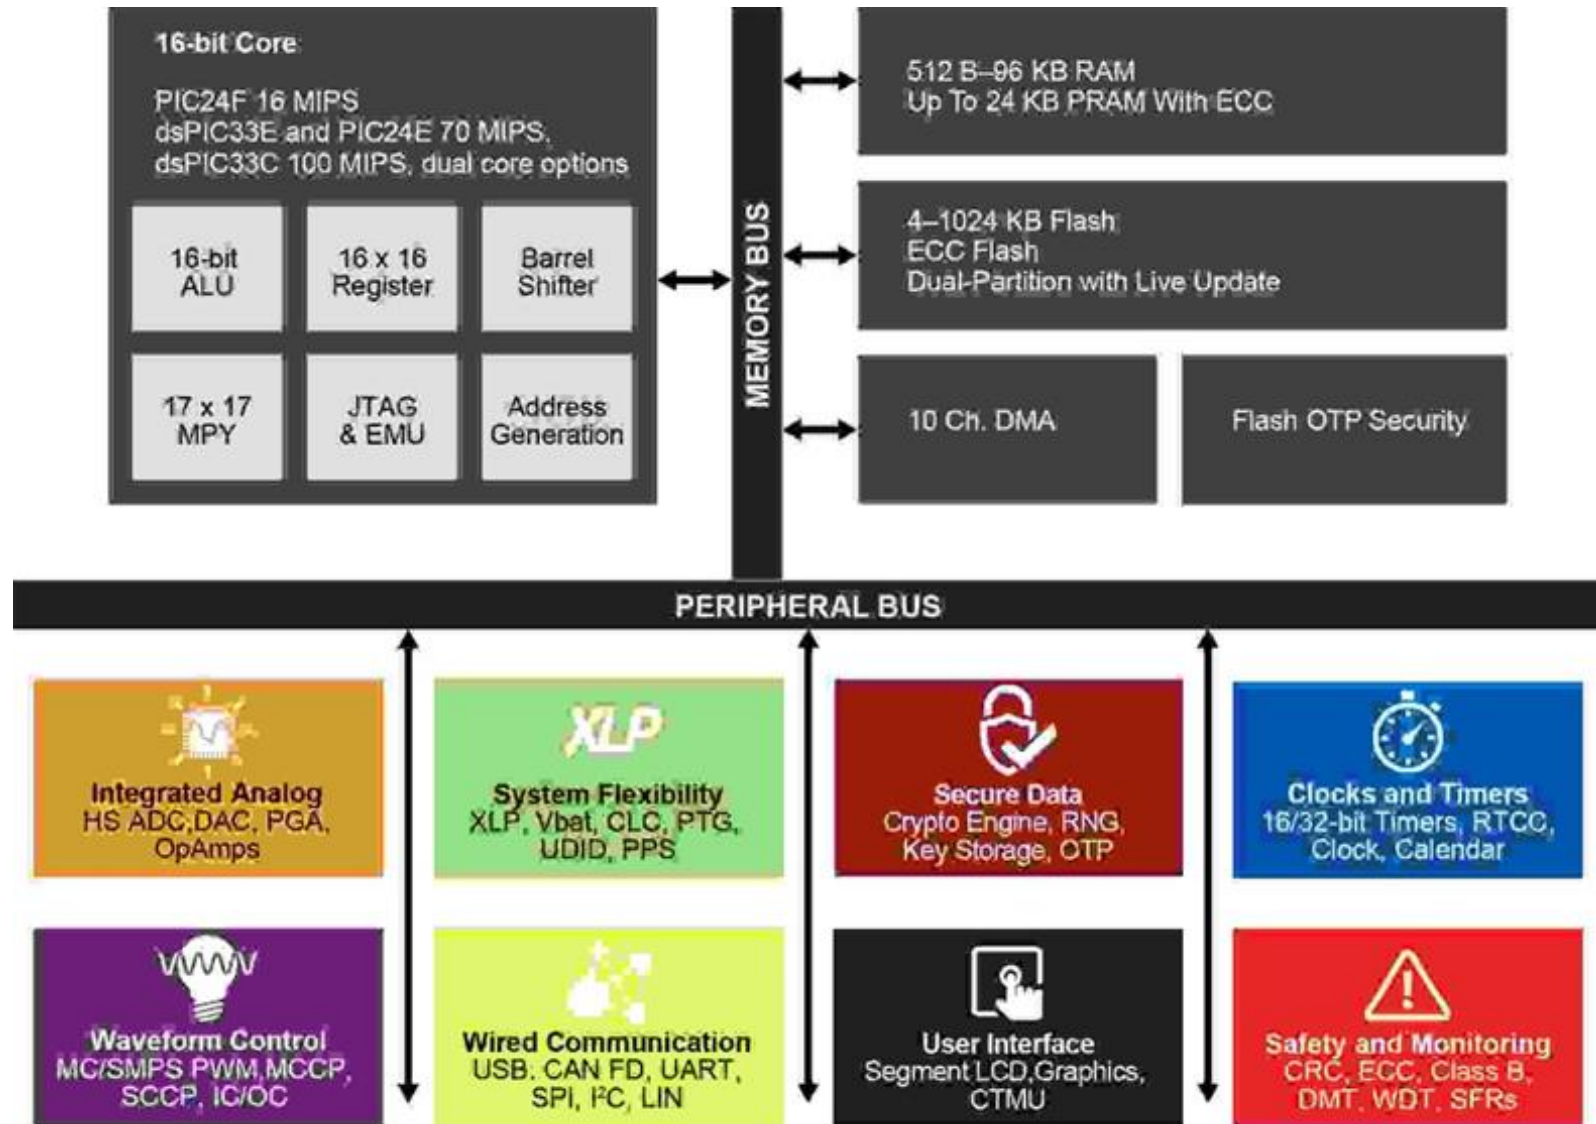 16-bit Core
PIC24F 16 MIPS
dsPIC33E and PIC24E 70 MIPS,
dsPIC33C 100 MIPS, dual core options
16-bit
ALU
16 x 16
Register
Barrel
Shifter
17 x 17
MPY
JTAG
& EMU
Address
Generation
MEMORY BUS
512 B–96 KB RAM
Up To 24 KB PRAM With ECC
4–1024 KB Flash
ECC Flash
Dual-Partition with Live Update
10 Ch. DMA
Flash OTP Security
PERIPHERAL BUS
Integrated Analog
HS ADC,DAC, PGA,
OpAmps
XLP
System Flexibility
XLP, Vbat, CLC, PTG,
UDID, PPS
Secure Data
Crypto Engine, RNG,
Key Storage, OTP
Clocks and Timers
16/32-bit Timers, RTCC,
Clock, Calendar
Waveform Control
MC/SMPS PWM,MCCP,
SCCP, IC/OC
Wired Communication
USB. CAN FD, UART,
SPI, I²C, LIN
User Interface
Segment LCD,Graphics,
CTMU
Safety and Monitoring
CRC, ECC, Class B,
DMT, WDT, SFRs